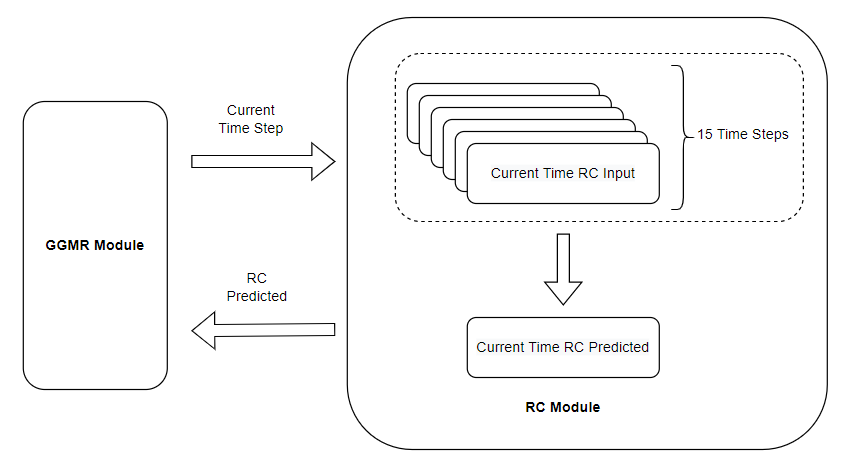 Current
Time Step
15 Time Steps
Current Time RC Input
GGMR Module
RC
Predicted
Current Time RC Predicted
RC Module